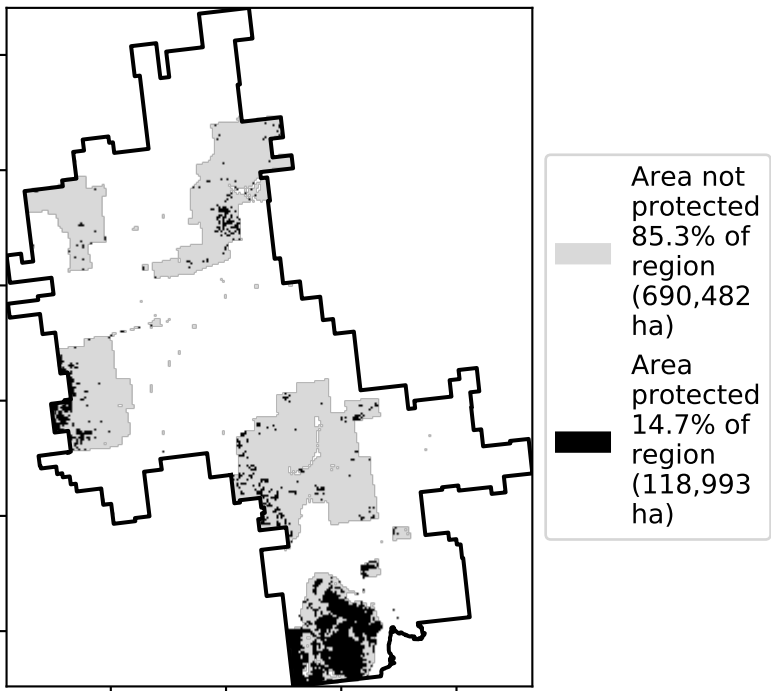 Area not
protected
85.3% of
region
(690,482
ha)
Area
protected
14.7% of
region
(118,993
ha)